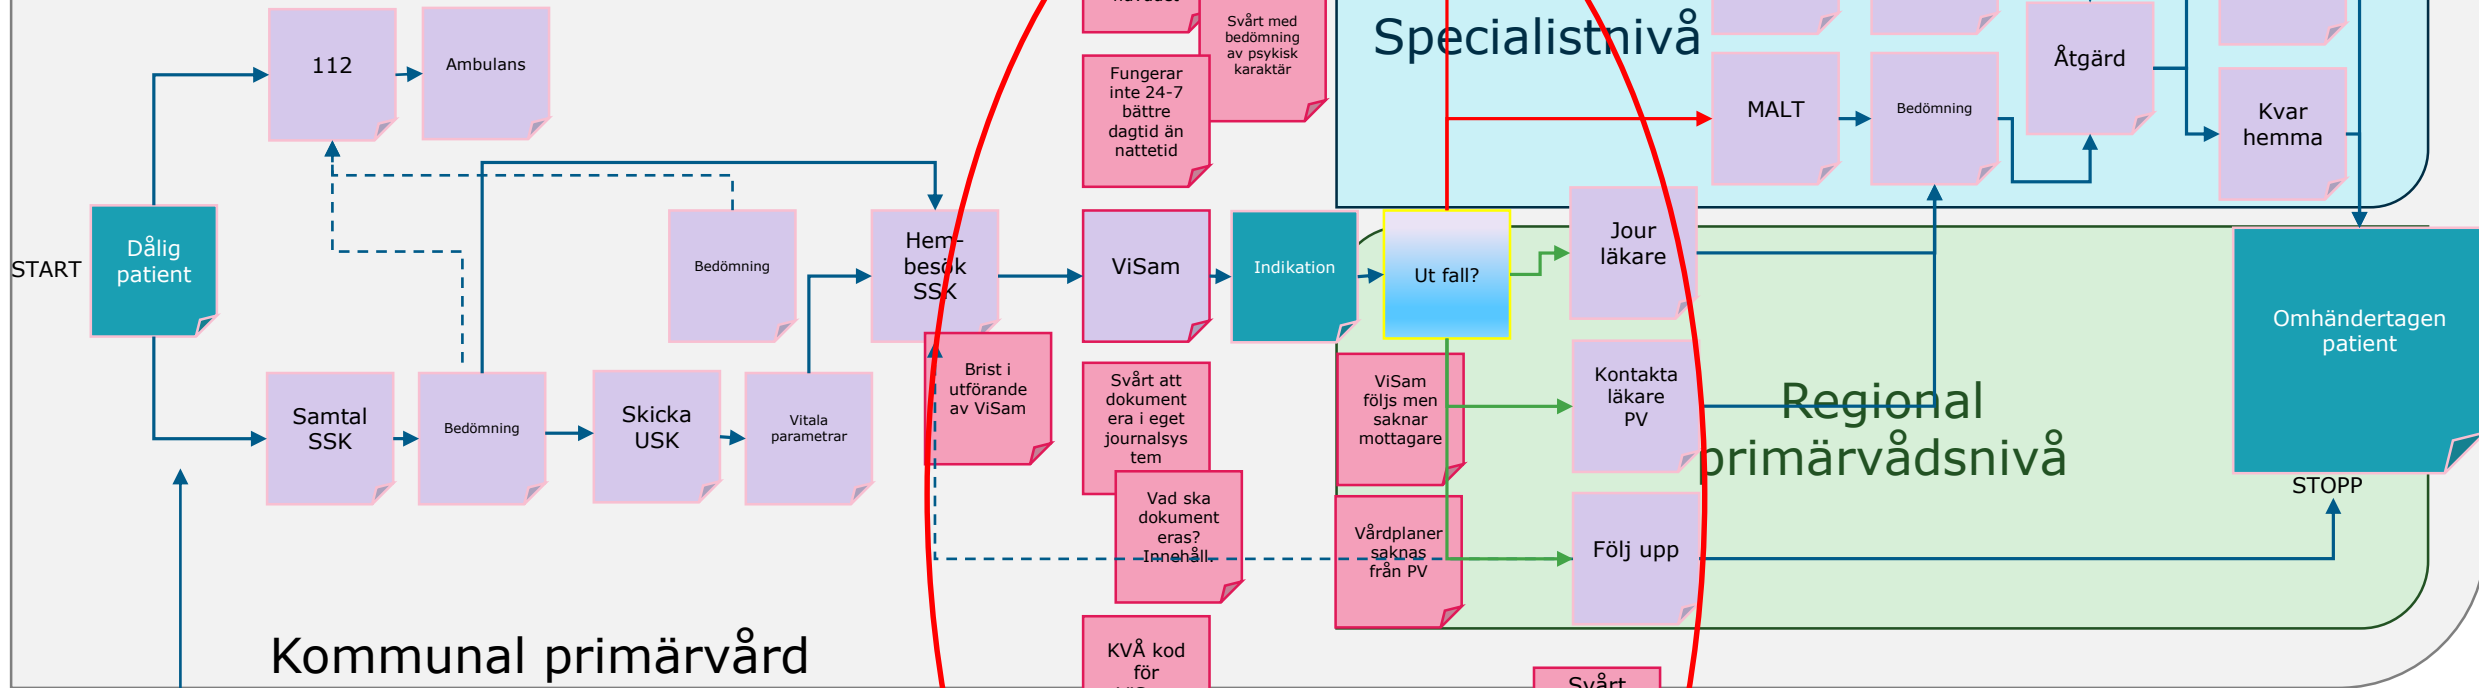 Svårt med
bedömning
av psykisk
karaktär
Specialistnivå
112
Ambulans
Fungerar
inte 24-7
bättre
dagtid än
nattetid
MALT
Bedömning
Åtgärd
Kvar
hemma
START
Dålig
patient
Bedömning
Hem-
besök
SSK
ViSam
Indikation
Ut fall?
Jour
läkare
Omhändertagen
patient
STOPP
Samtal
SSK
Bedömning
Skicka
USK
Vitala
parametrar
Brist i
utförande
av ViSam
Svårt att
dokument
era i eget
journalsys
tem
Vad ska
dokument
eras?
Innehåll.
ViSam
följs men
saknar
mottagare
Kontakta
läkare
PV
Regional
primärvådsnivå
Vårdplaner
saknas
från PV
Följ upp
Kommunal primärvård
KVÅ kod
för
Svårt